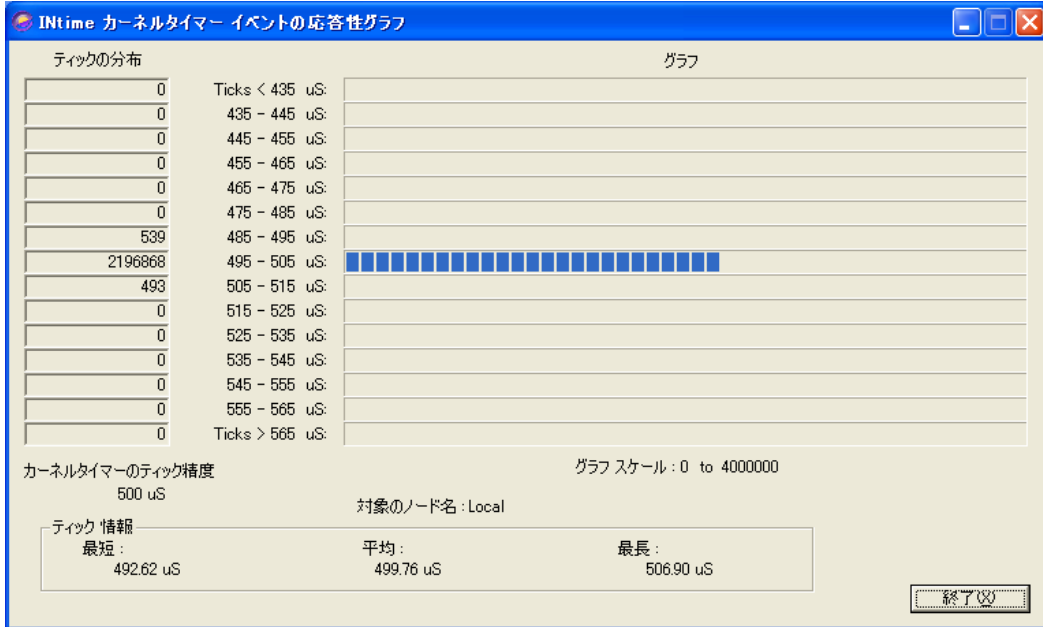 INtime カーネルタイマー イベントの応答性グラフ
ティックの分布 グラフ
0 Ticks < 435 uS:
0 435 - 445 uS:
0 445 - 455 uS:
0 455 - 465 uS:
0 465 - 475 uS:
0 475 - 485 uS:
539 485 - 495 uS:
2196868 495 - 505 uS:
493 505 - 515 uS:
0 515 - 525 uS:
0 525 - 535 uS:
0 535 - 545 uS:
0 545 - 555 uS:
0 555 - 565 uS:
0 Ticks > 565 uS:
カーネルタイマーのティック精度 グラフ スケール : 0 to 4000000
500 uS
対象のノード名 : Local
ティック 情報
最短 : 平均 : 最長 :
492.62 uS 499.76 uS 506.90 uS
終了(X)